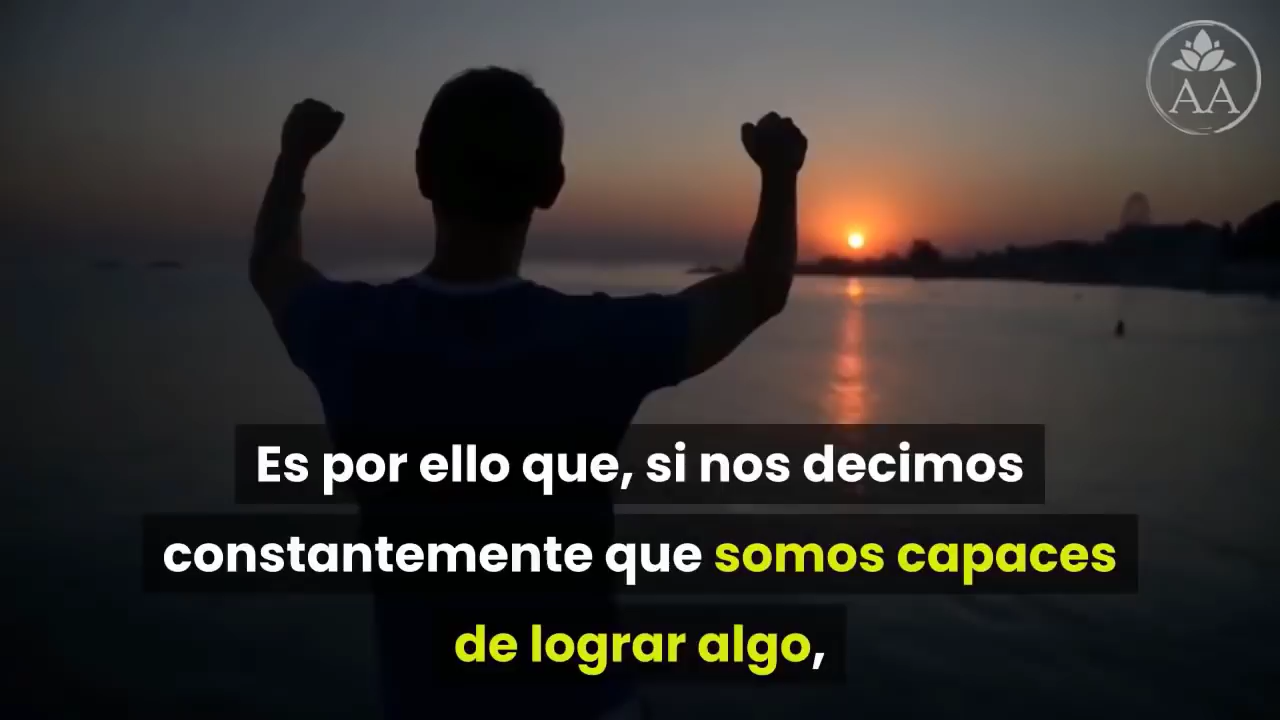 AA
Es por ello que, si nos decimos
constantemente que somos capaces
de lograr algo,